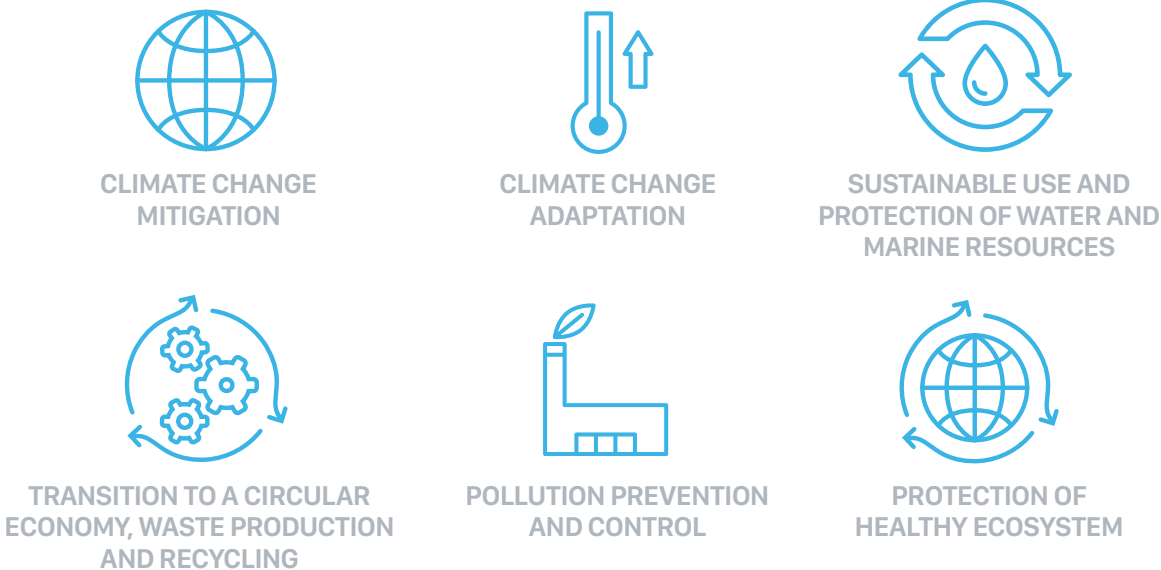 CLIMATE CHANGE
MITIGATION
CLIMATE CHANGE
ADAPTATION
SUSTAINABLE USE AND
PROTECTION OF WATER AND
MARINE RESOURCES
TRANSITION TO A CIRCULAR
ECONOMY, WASTE PRODUCTION
AND RECYCLING
POLLUTION PREVENTION
AND CONTROL
PROTECTION OF
HEALTHY ECOSYSTEM